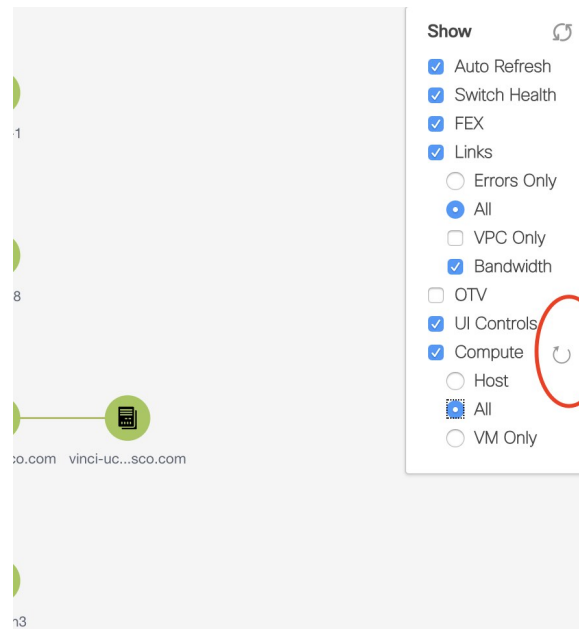 Show
Auto Refresh
Switch Health
FEX
Links
Errors Only
All
VPC Only
Bandwidth
OTV
UI Controls
Compute
Host
All
VM Only
1
8
co.com vinci-uc...sco.com
n3